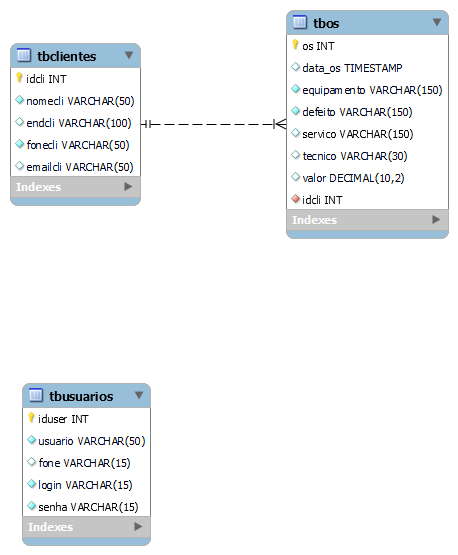 tbclientes
idcli INT
nomecli VARCHAR(50)
endcli VARCHAR(100)
fonecli VARCHAR(50)
emailcli VARCHAR(50)
Indexes
tbos
os INT
data_os TIMESTAMP
equipamento VARCHAR(150)
defeito VARCHAR(150)
servico VARCHAR(150)
tecnico VARCHAR(30)
valor DECIMAL(10,2)
idcli INT
Indexes
tbusuarios
iduser INT
usuario VARCHAR(50)
fone VARCHAR(15)
login VARCHAR(15)
senha VARCHAR(15)
Indexes